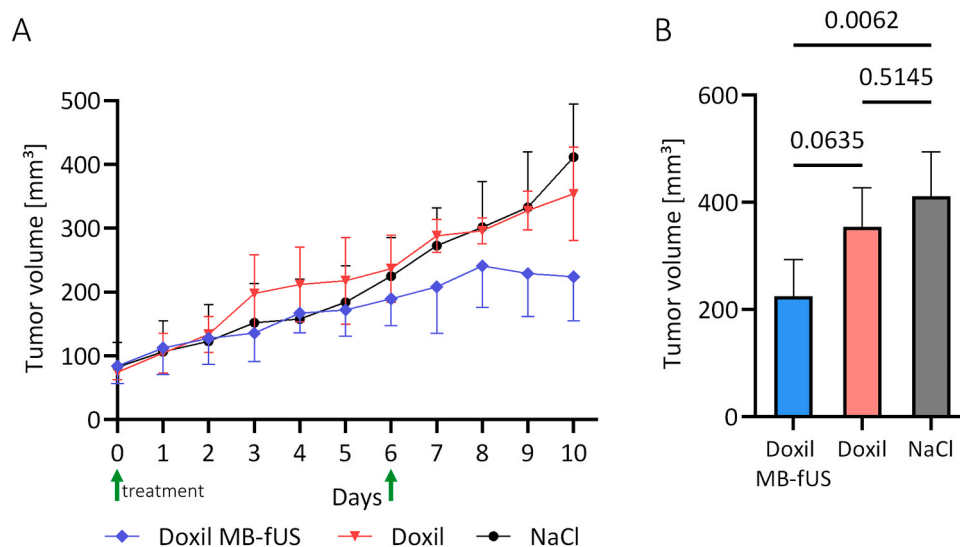 A
Tumor volume [mm³]
500
400
300
200
100
0
0 1 2 3 4 5 6 7 8 9 10
treatment
Days
Doxil MB-fUS
Doxil
NaCl
B
0.0062
0.5145
0.0635
Tumor volume [mm³]
600
400
200
0
Doxil
MB-fUS
Doxil
NaCl